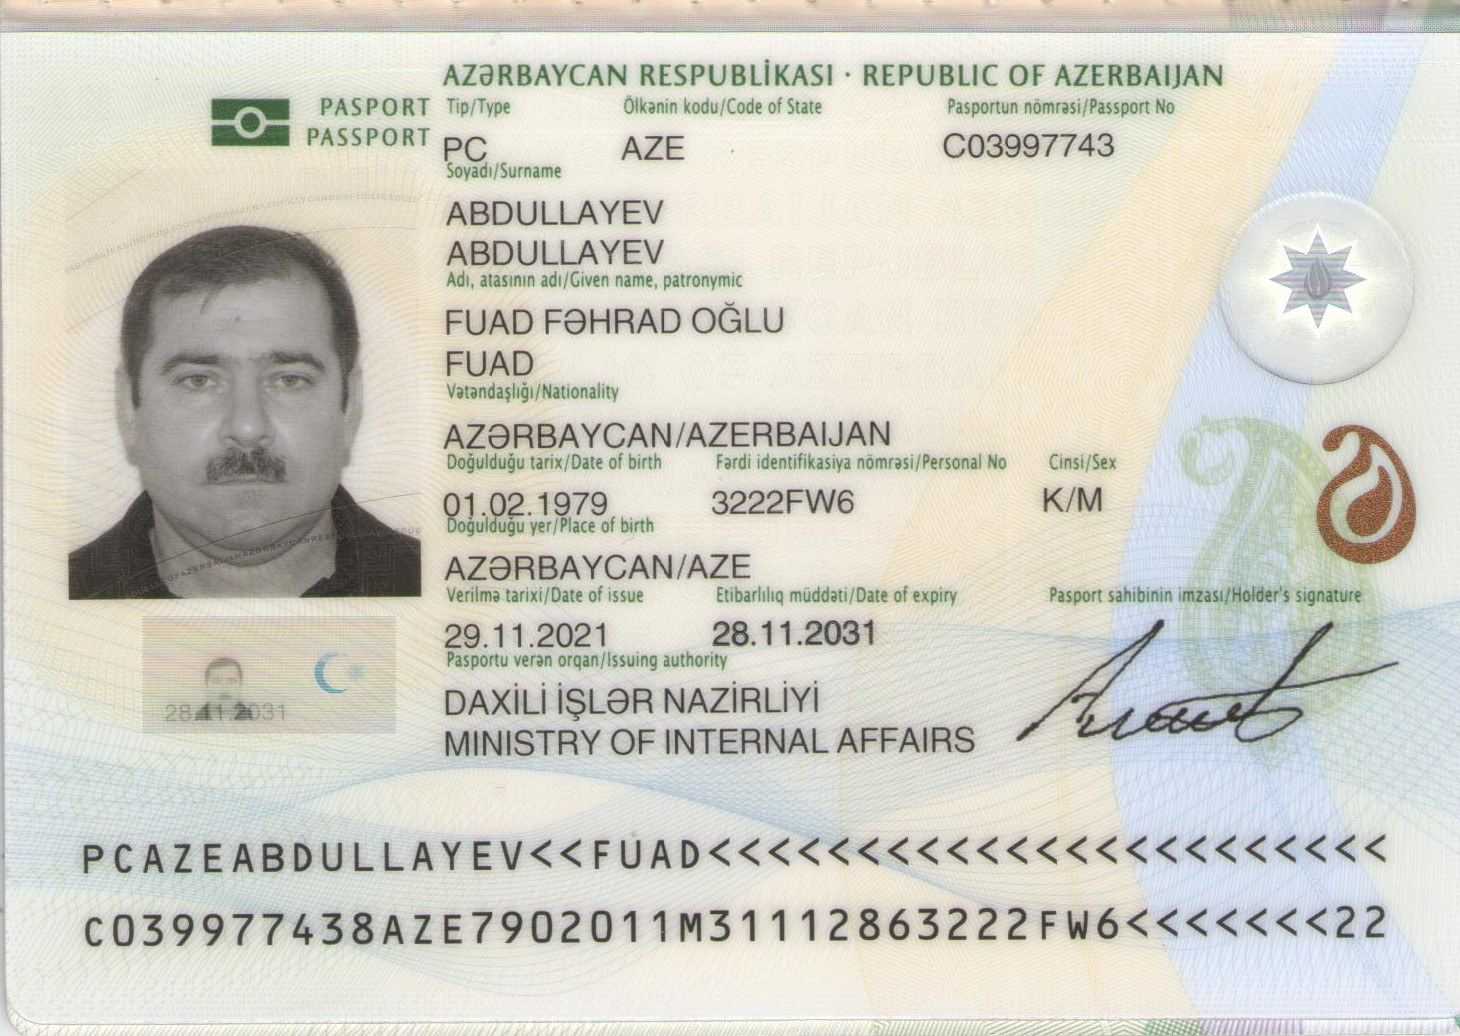 AZƏRBAYCAN RESPUBLİKASI · REPUBLIC OF AZERBAIJAN
PASPORT
PASSPORT
Tip/Type Ölkənin kodu/Code of State Pasportun nömrəsi/Passport No
PC AZE C03997743
Soyadı/Surname
ABDULLAYEV
ABDULLAYEV
Adı, atasının adı/Given name, patronymic
FUAD FƏHRAD OĞLU
FUAD
Vətəndaşlığı/Nationality
AZƏRBAYCAN/AZERBAIJAN
Doğulduğu tarix/Date of birth Fərdi identifikasiya nömrəsi/Personal No Cinsi/Sex
01.02.1979 3222FW6 K/M
Doğulduğu yer/Place of birth
AZƏRBAYCAN/AZE
Verilmə tarixi/Date of issue Etibarlılıq müddəti/Date of expiry Pasport sahibinin imzası/Holder's signature
29.11.2021 28.11.2031
Pasportu verən orqan/Issuing authority
DAXİLİ İŞLƏR NAZİRLİYİ
MINISTRY OF INTERNAL AFFAIRS
28.11.2031
PCAZEABDULLAYEV<<FUAD<<<<<<<<<<<<<<<<<<<<<<<
C039977438AZE7902011M31112863222FW6<<<<<<<22